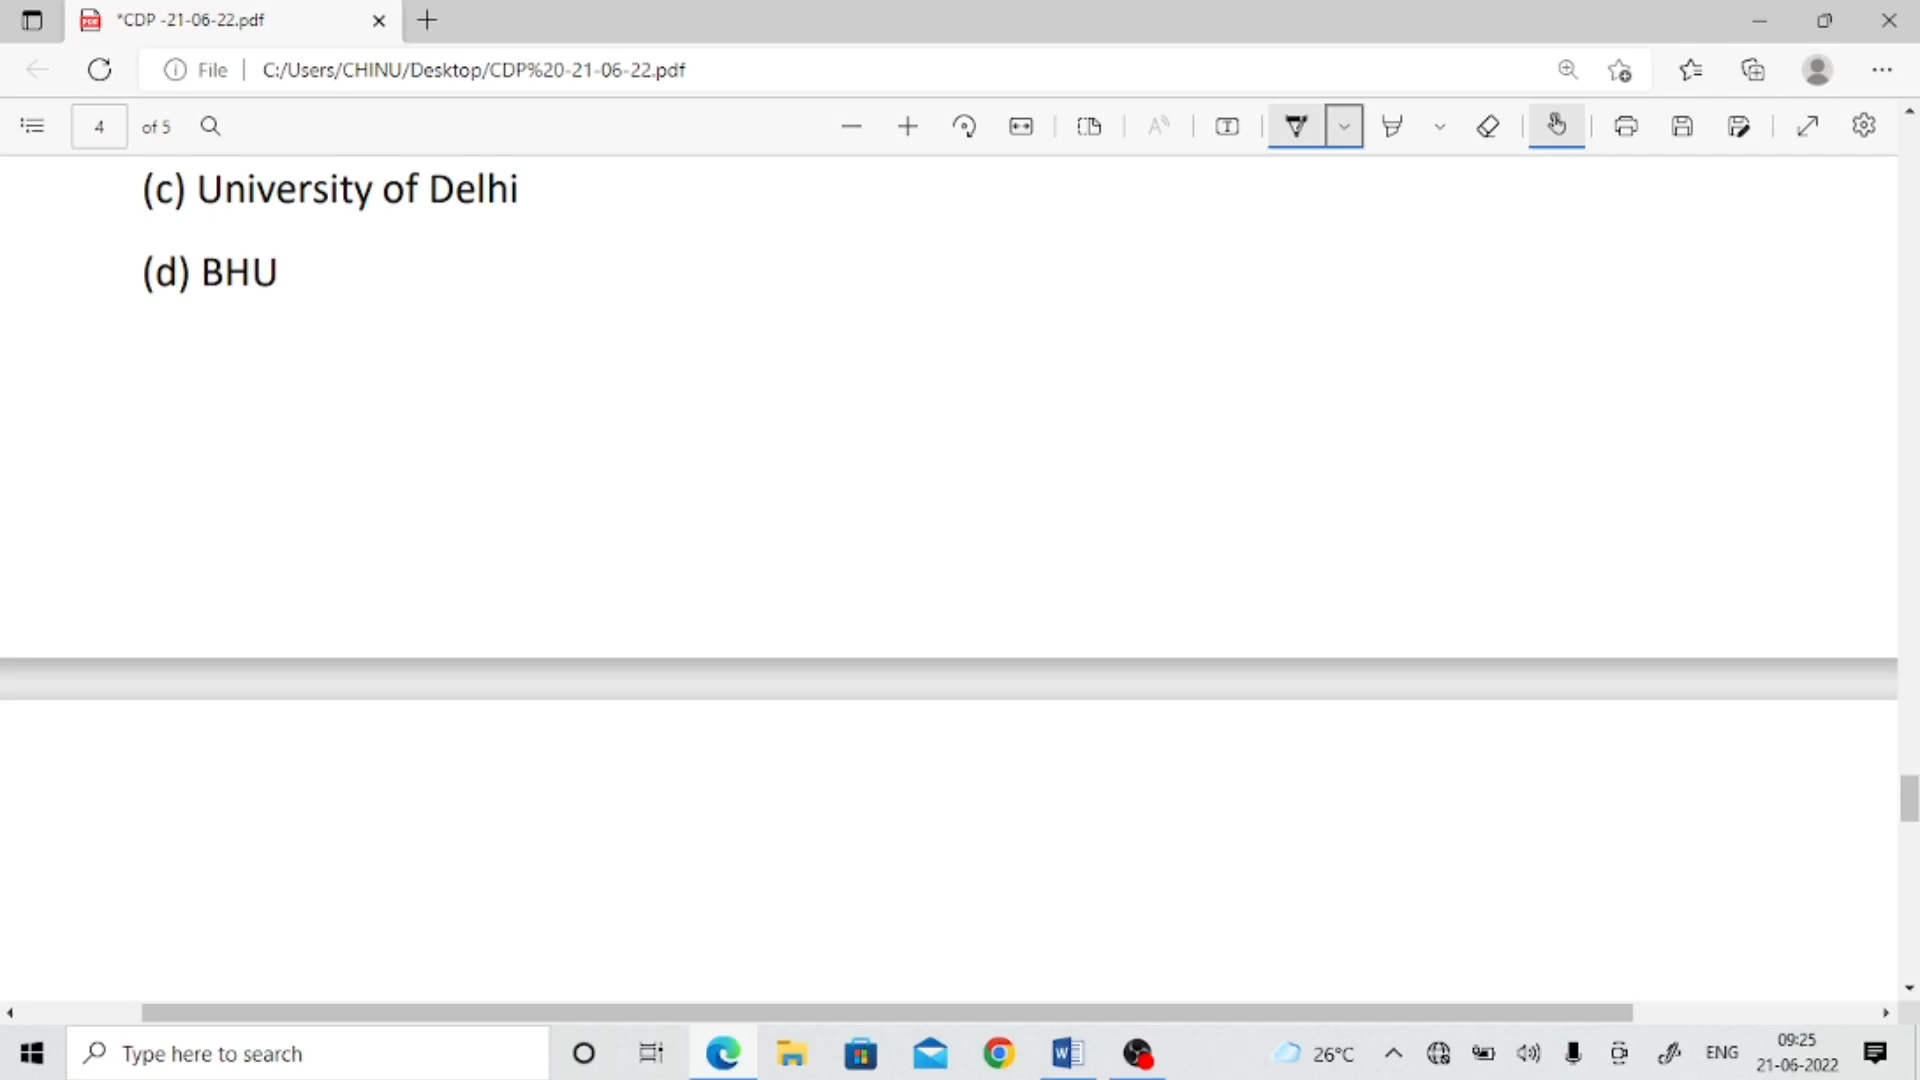 *CDP -21-06-22.pdf
File
C:/Users/CHINU/Desktop/CDP%20-21-06-22.pdf
4 of 5
(c) University of Delhi
(d) BHU
Type here to search
26°C
ENG
09:25
21-06-2022